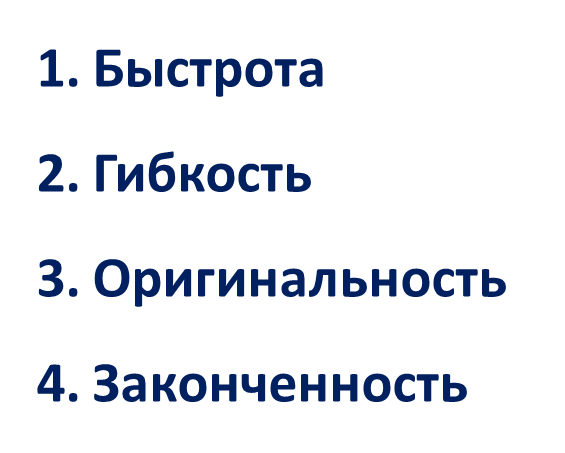 1. Быстрота
2. Гибкость
3. Оригинальность
4. Законченность